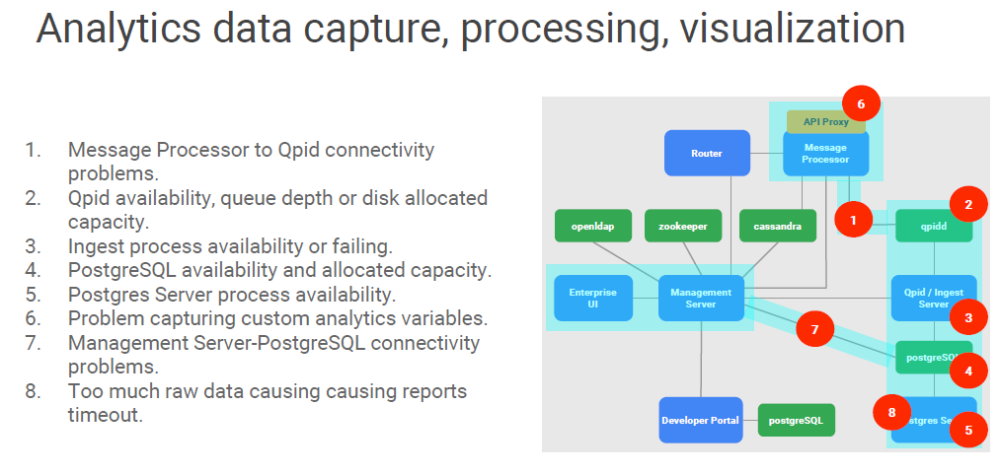 Analytics data capture, processing, visualization
1. Message Processor to Qpid connectivity
problems.
2. Qpid availability, queue depth or disk allocated
capacity.
3. Ingest process availability or failing.
4. PostgreSQL availability and allocated capacity.
5. Postgres Server process availability.
6. Problem capturing custom analytics variables.
7. Management Server-PostgreSQL connectivity
problems.
8. Too much raw data causing causing reports
timeout.
6
API Proxy
Router
Message
Processor
2
1
openldap
zookeeper
cassandra
qpidd
Enterprise
UI
Management
Server
Qpid / Ingest
Server
3
7
postgreSQ
4
8
Developer Portal
postgreSQL
stgres Se
5